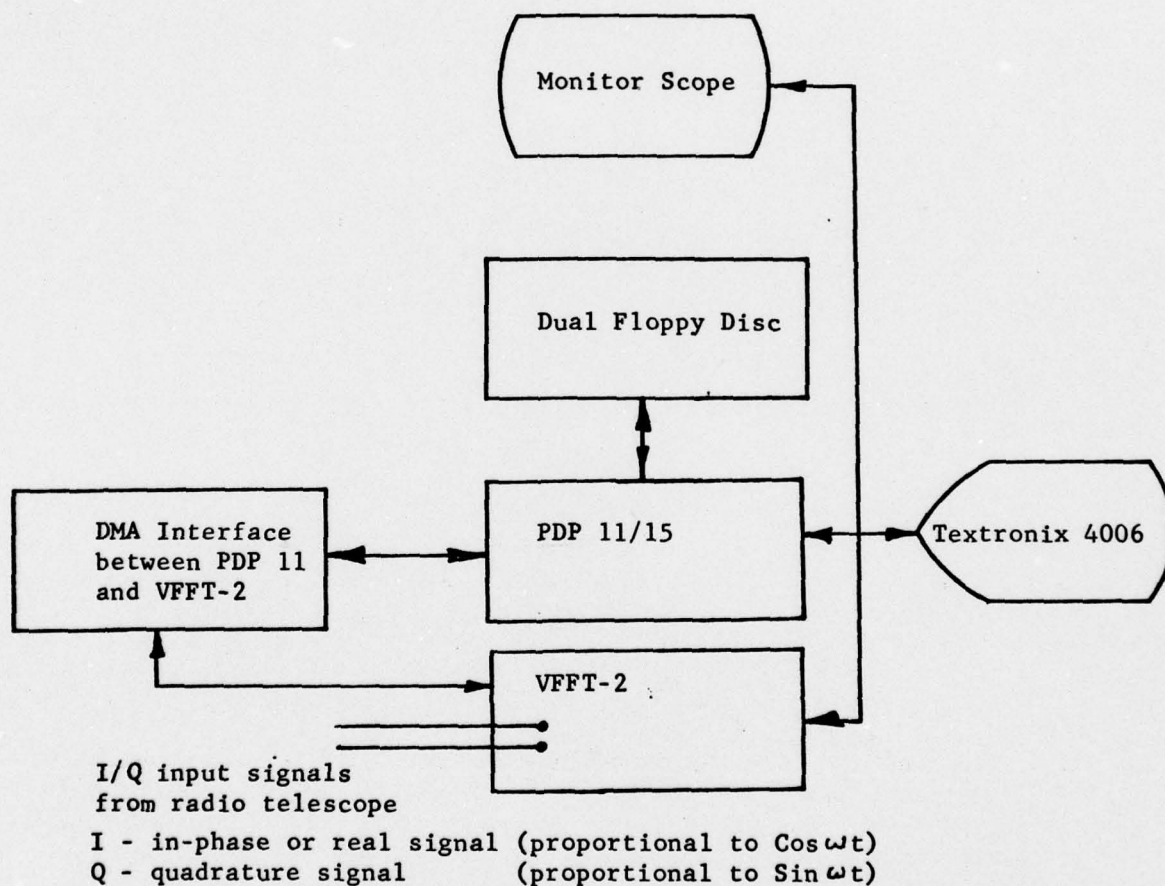 Monitor Scope
Dual Floppy Disc
DMA Interface
between PDP 11
and VFFT-2
PDP 11/15
Textronix 4006
VFFT-2
I/Q input signals
from radio telescope
I - in-phase or real signal (proportional to Cos ωt)
Q - quadrature signal (proportional to Sin ωt)